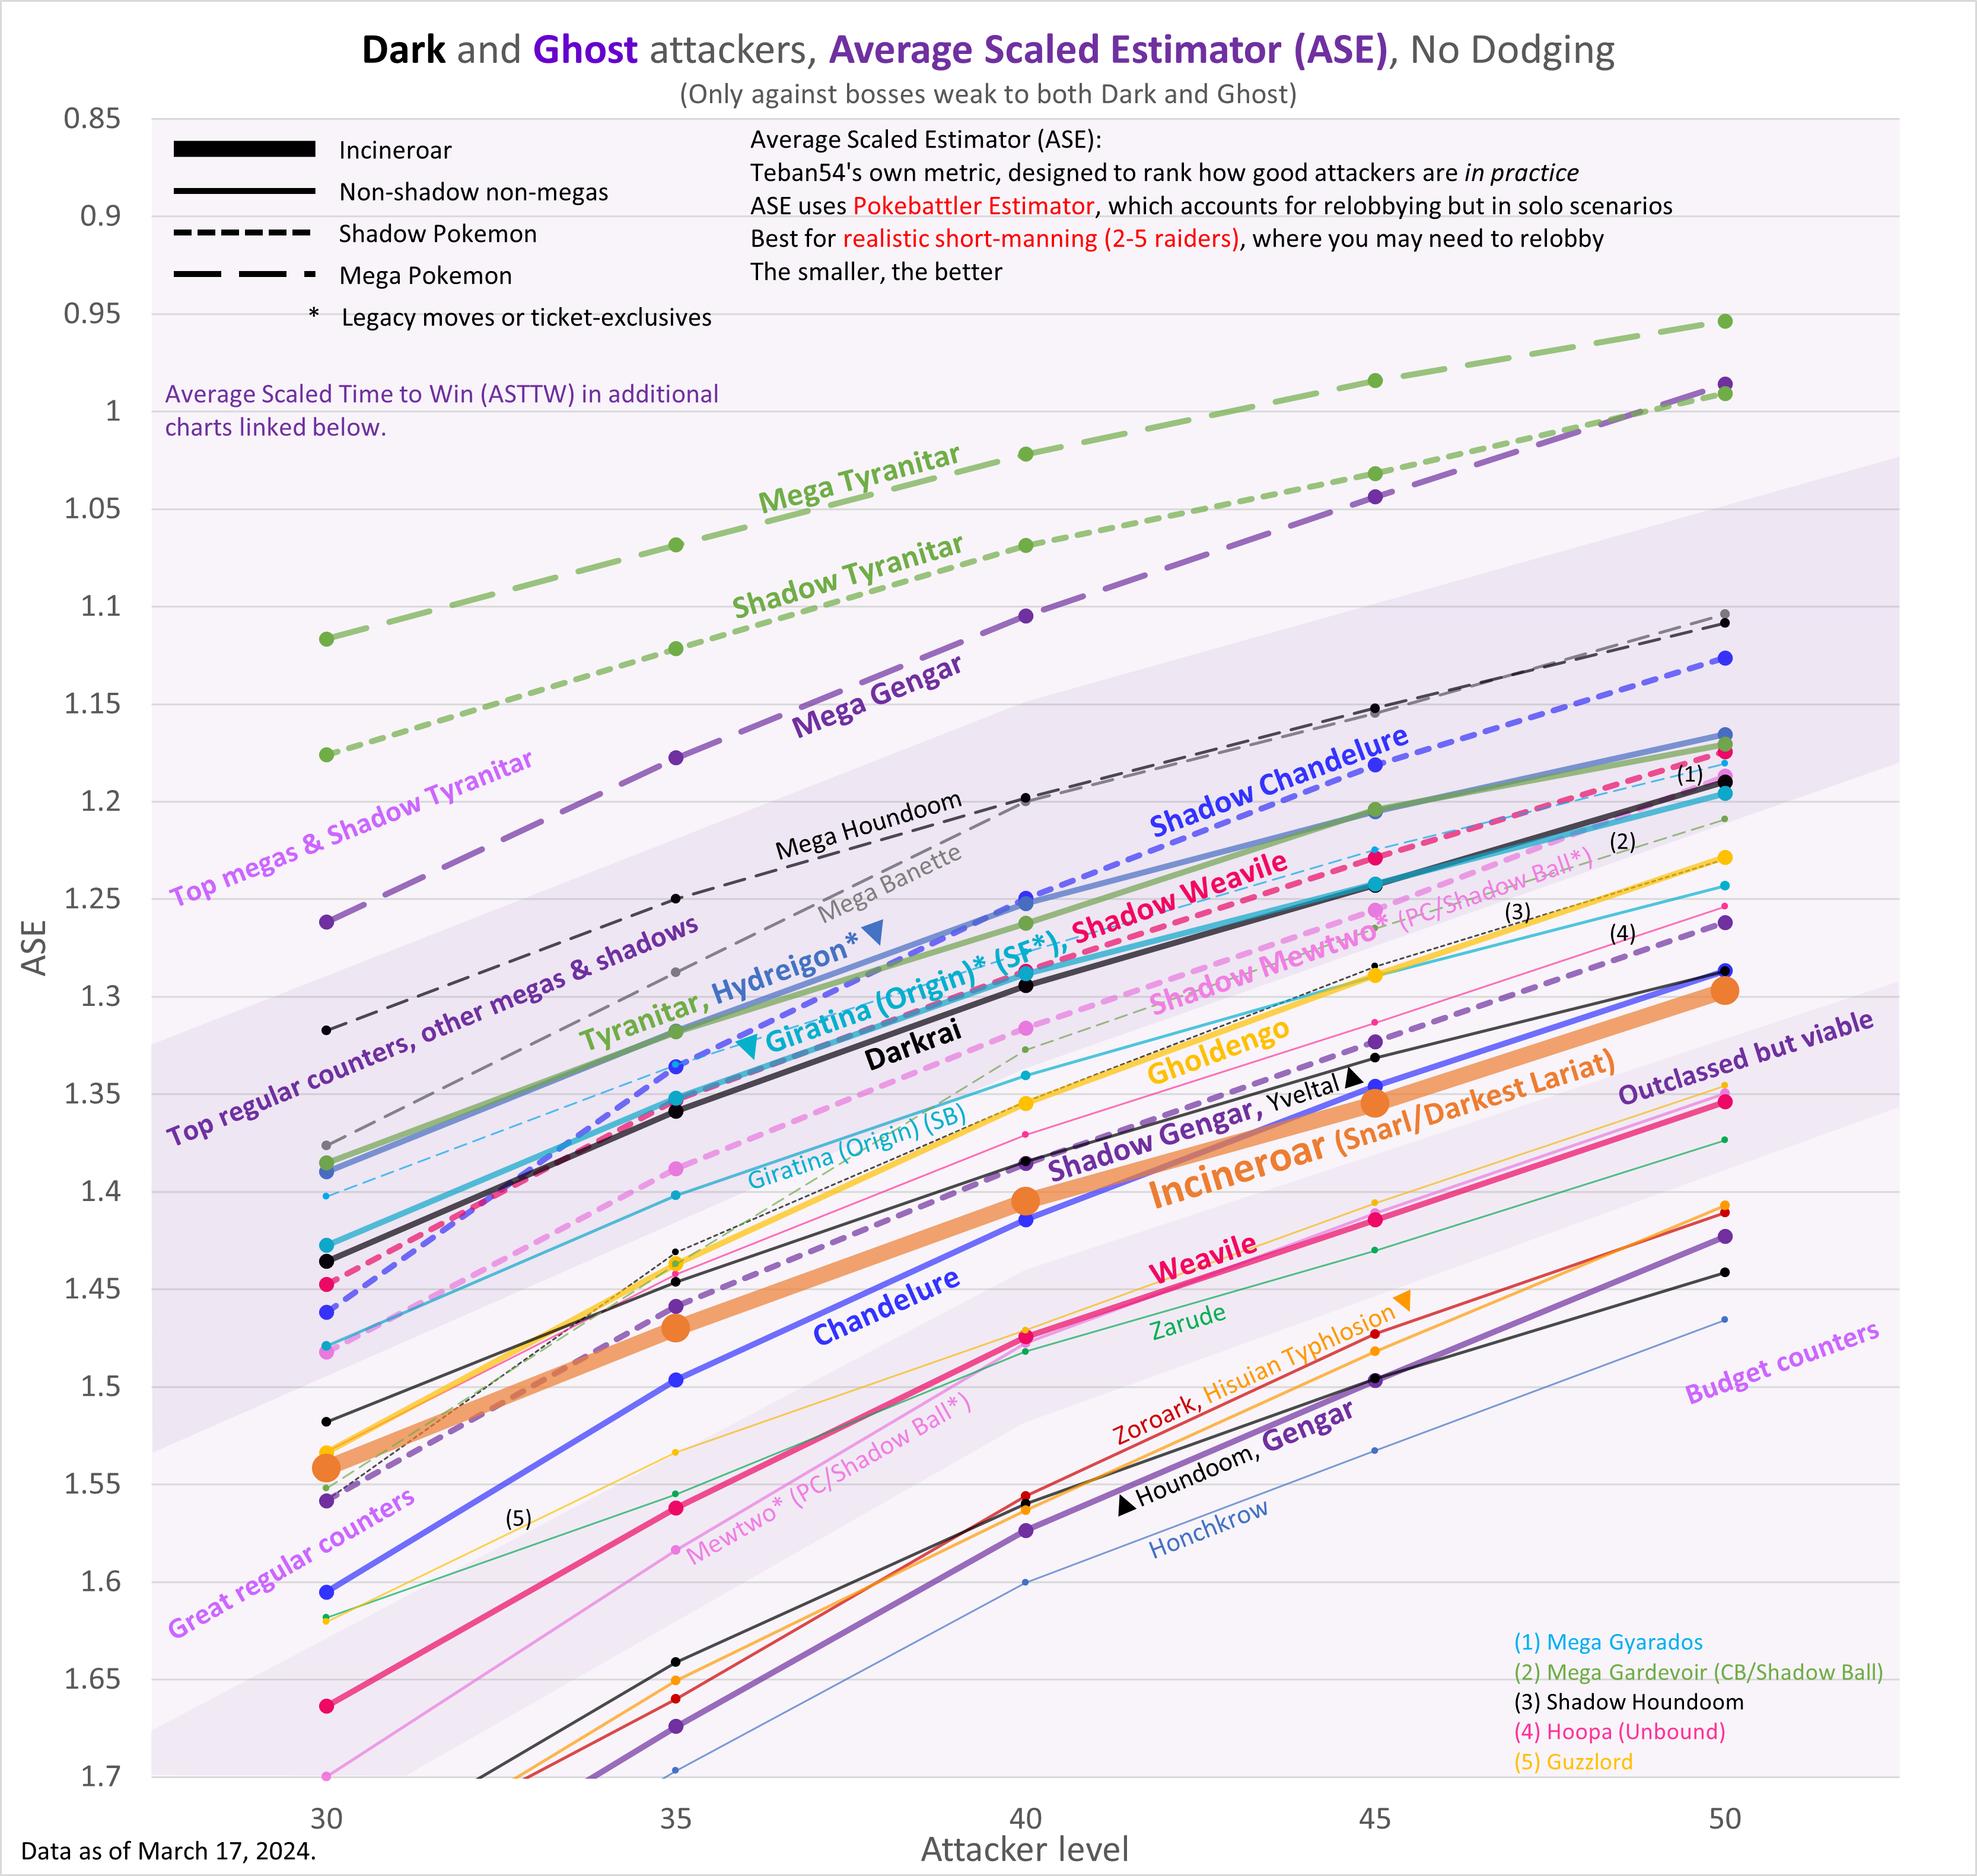 Dark and Ghost attackers, Average Scaled Estimator (ASE), No Dodging
(Only against bosses weak to both Dark and Ghost)
Incineroar
Non-shadow non-megas
Shadow Pokemon
Mega Pokemon
* Legacy moves or ticket-exclusives
Average Scaled Estimator (ASE):
Teban54's own metric, designed to rank how good attackers are in practice
ASE uses Pokebattler Estimator, which accounts for relobbying but in solo scenarios
Best for realistic short-manning (2-5 raiders), where you may need to relobby
The smaller, the better
Average Scaled Time to Win (ASTTW) in additional
charts linked below.
ASE
0.85
0.9
0.95
1
1.05
1.1
1.15
1.2
1.25
1.3
1.35
1.4
1.45
1.5
1.55
1.6
1.65
1.7
Mega Tyranitar
Shadow Tyranitar
Mega Gengar
Top megas & Shadow Tyranitar
Mega Houndoom
Mega Banette
Shadow Chandelure
(1)
(2)
(3)
(4)
Top regular counters, other megas & shadows
Tyranitar, Hydreigon* ▼
▼ Giratina (Origin)* (SF*), Shadow Weavile
Shadow Mewtwo* (PC/Shadow Ball*)
Darkrai
Gholdengo
Giratina (Origin) (SB)
Shadow Gengar, Yveltal ▲
Incineroar (Snarl/Darkest Lariat)
Outclassed but viable
Chandelure
Weavile
Zarude
Great regular counters
(5)
Mewtwo* (PC/Shadow Ball*)
Zoroark, Hisuian Typhlosion ▼
▲ Houndoom, Gengar
Honchkrow
Budget counters
(1) Mega Gyarados
(2) Mega Gardevoir (CB/Shadow Ball)
(3) Shadow Houndoom
(4) Hoopa (Unbound)
(5) Guzzlord
30 35 40 45 50
Attacker level
Data as of March 17, 2024.